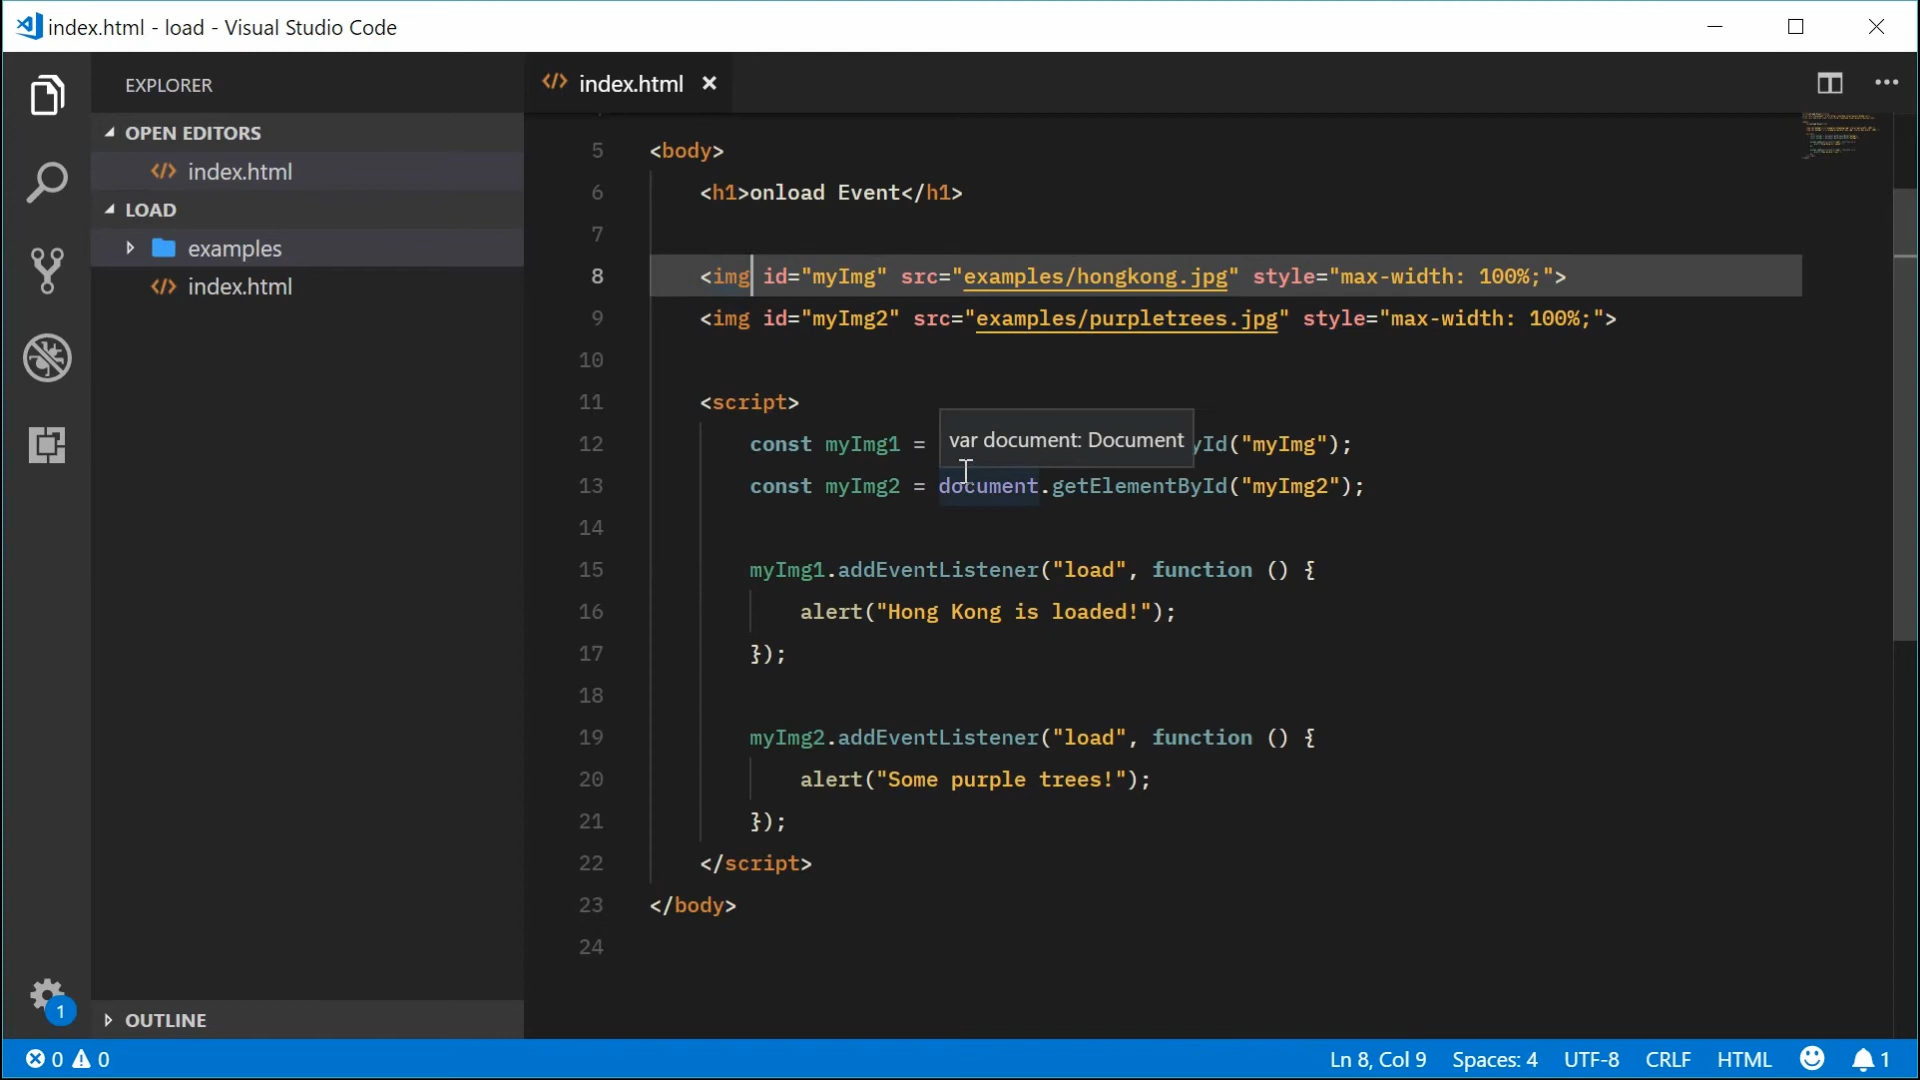 index.html - load - Visual Studio Code
EXPLORER
OPEN EDITORS
index.html
LOAD
examples
index.html
OUTLINE
index.html
5 <body>
6 <h1>onload Event</h1>
7
8 <img id="myImg" src="examples/hongkong.jpg" style="max-width: 100%;">
9 <img id="myImg2" src="examples/purpletrees.jpg" style="max-width: 100%;">
10
11 <script>
12 const myImg1 = yId("myImg");
var document: Document
13 const myImg2 = document.getElementById("myImg2");
14
15 myImg1.addEventListener("load", function () {
16 alert("Hong Kong is loaded!");
17 });
18
19 myImg2.addEventListener("load", function () {
20 alert("Some purple trees!");
21 });
22 </script>
23 </body>
24
1
0 0 Ln 8, Col 9 Spaces: 4 UTF-8 CRLF HTML 1